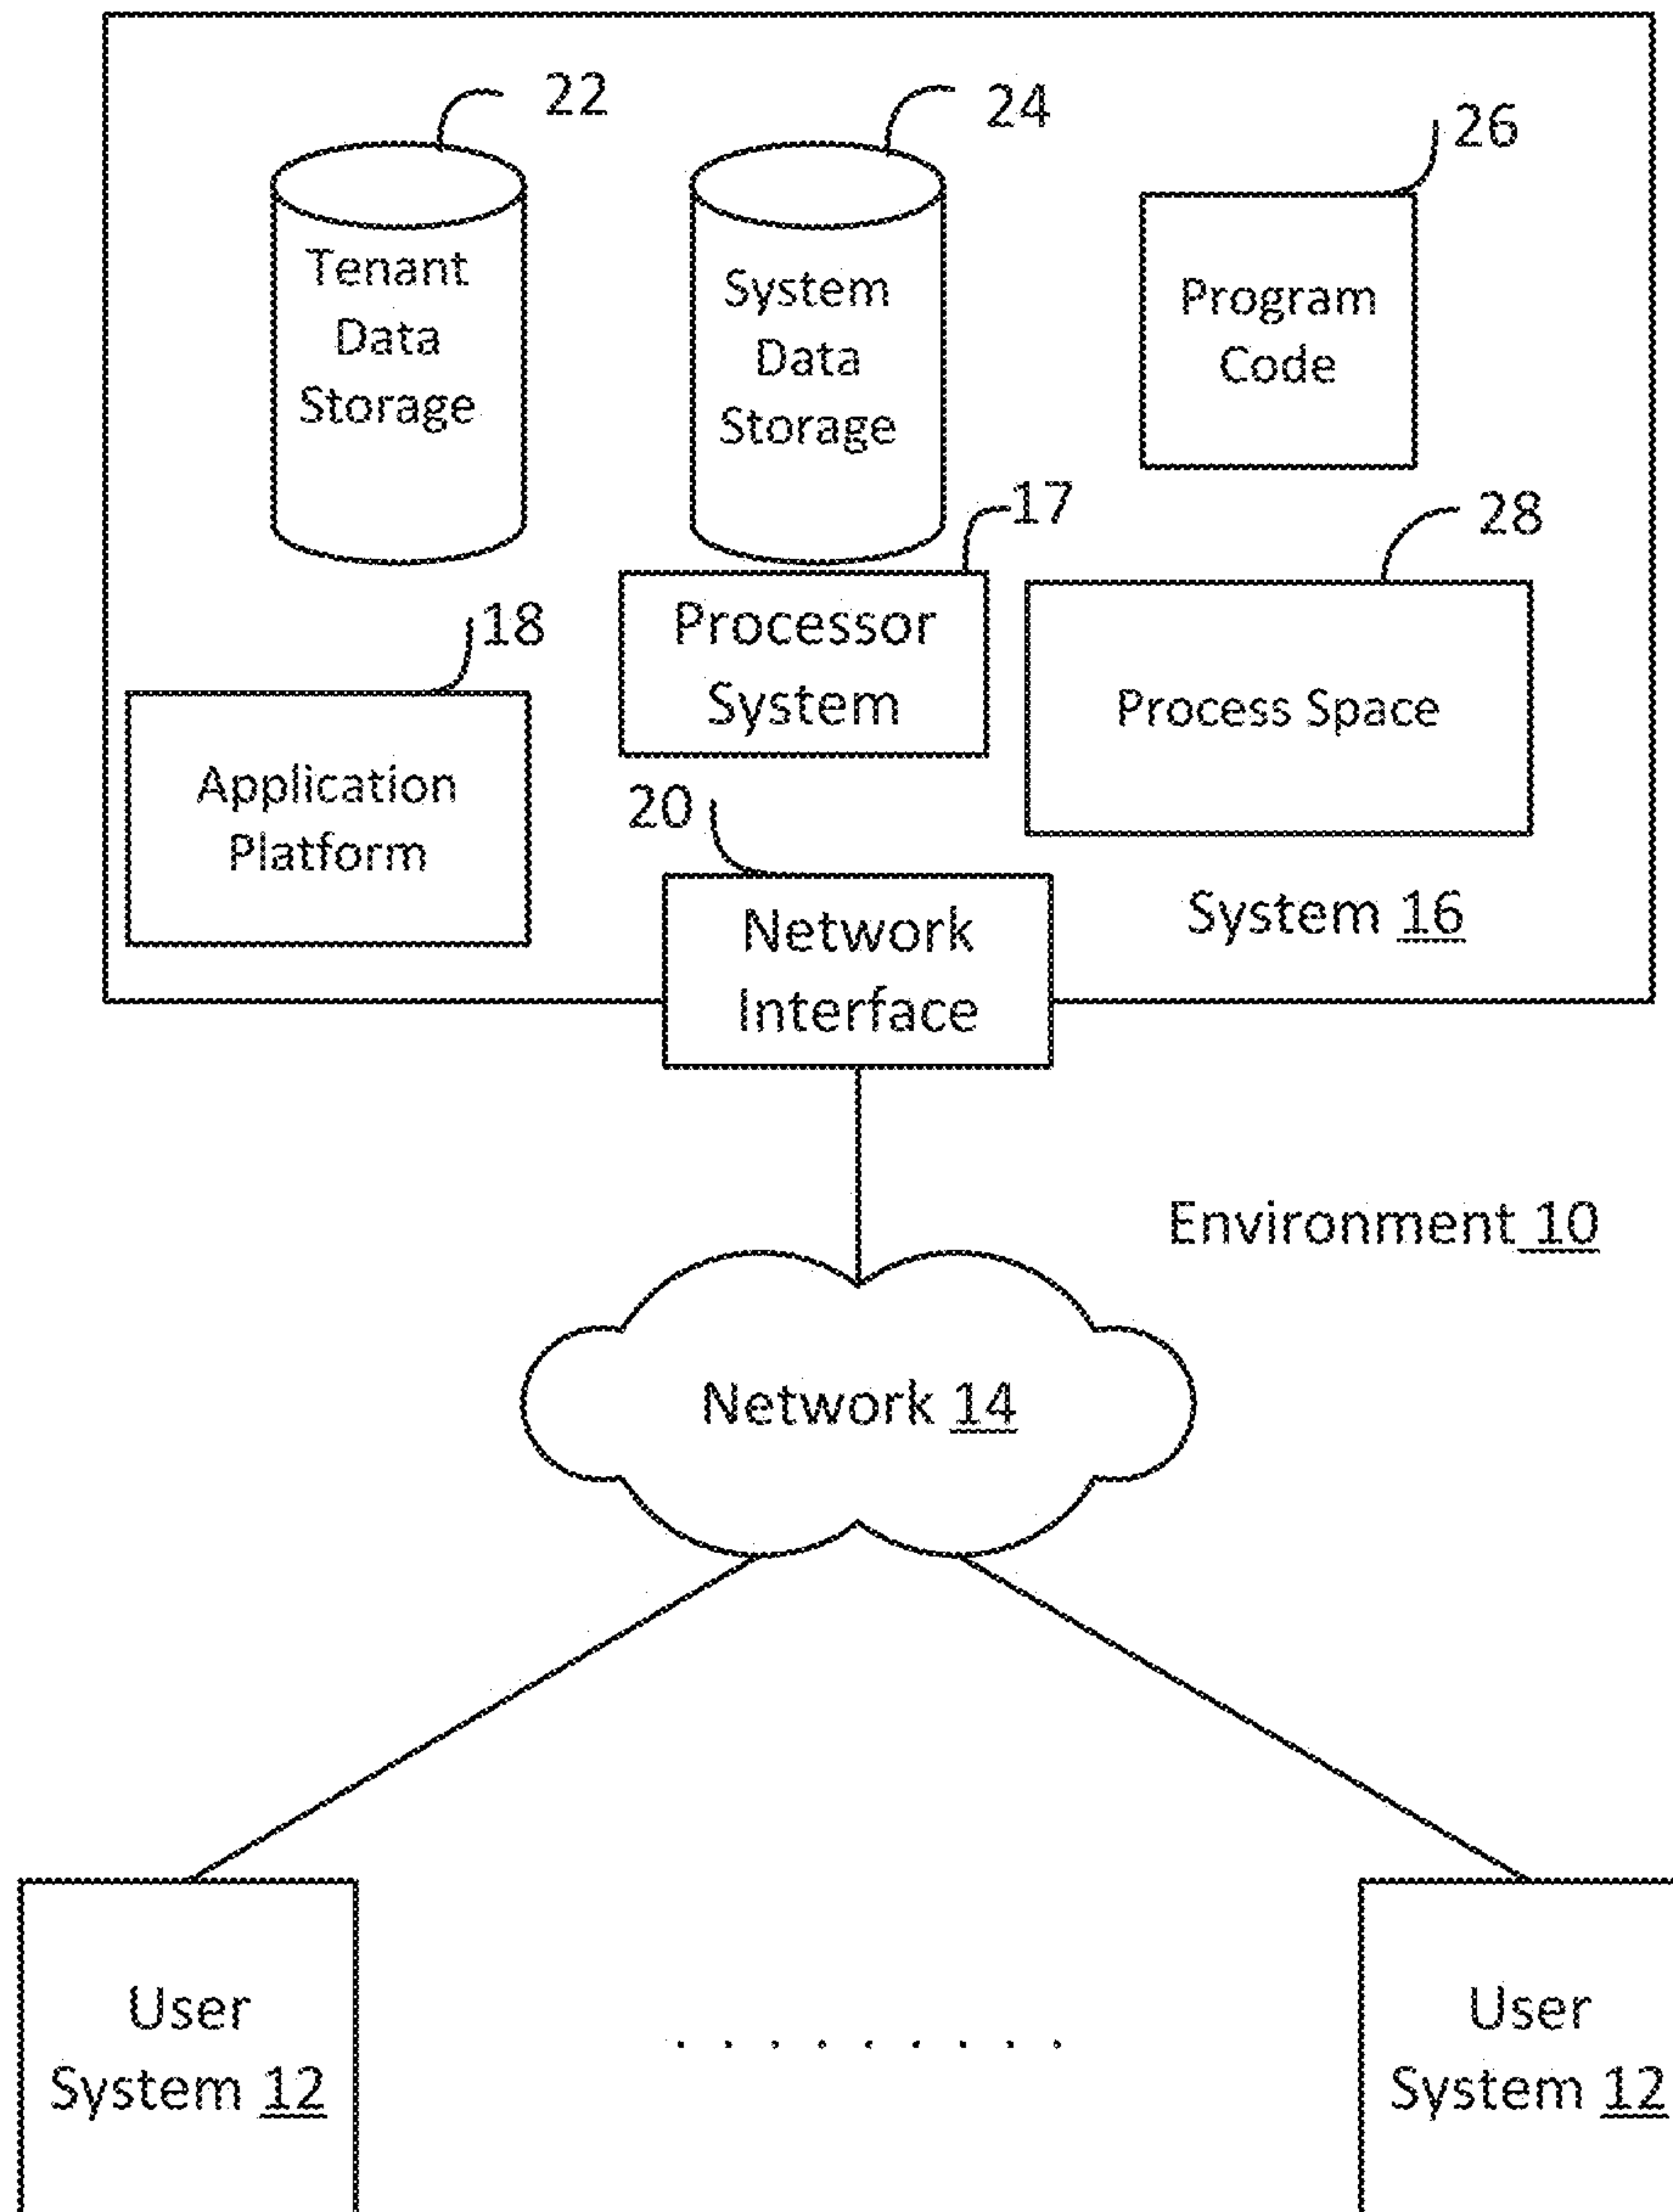 22
24
26
Tenant
Data
Storage
System
Data
Storage
Program
Code
17
28
18
Processor
System
Process Space
Application
Platform
20
Network
Interface
System 16
Environment 10
Network 14
User
System 12
.........
User
System 12